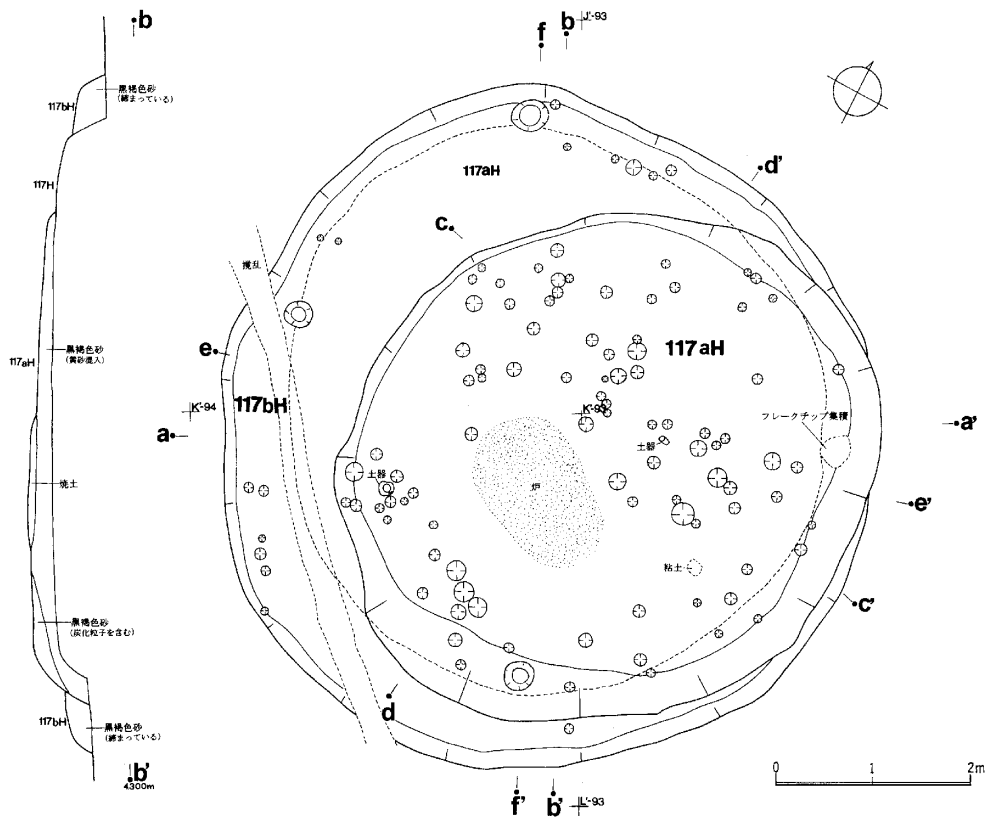 b
黒褐色砂
(締まっている)
117bH
117H
黒褐色砂
(黄砂混入)
117aH
焼土
黒褐色砂
(炭化粒子を含む)
117bH
黒褐色砂
(締まっている)
b'
4.300m
f
b
J'-93
d'
117aH
c
撹乱
e
117aH
117bH
K'-94
K'-93
フレークチップ集積
a
a'
土器
土器
炉
e'
粘土
c'
d
0 1 2m
f'
b'
L'-93